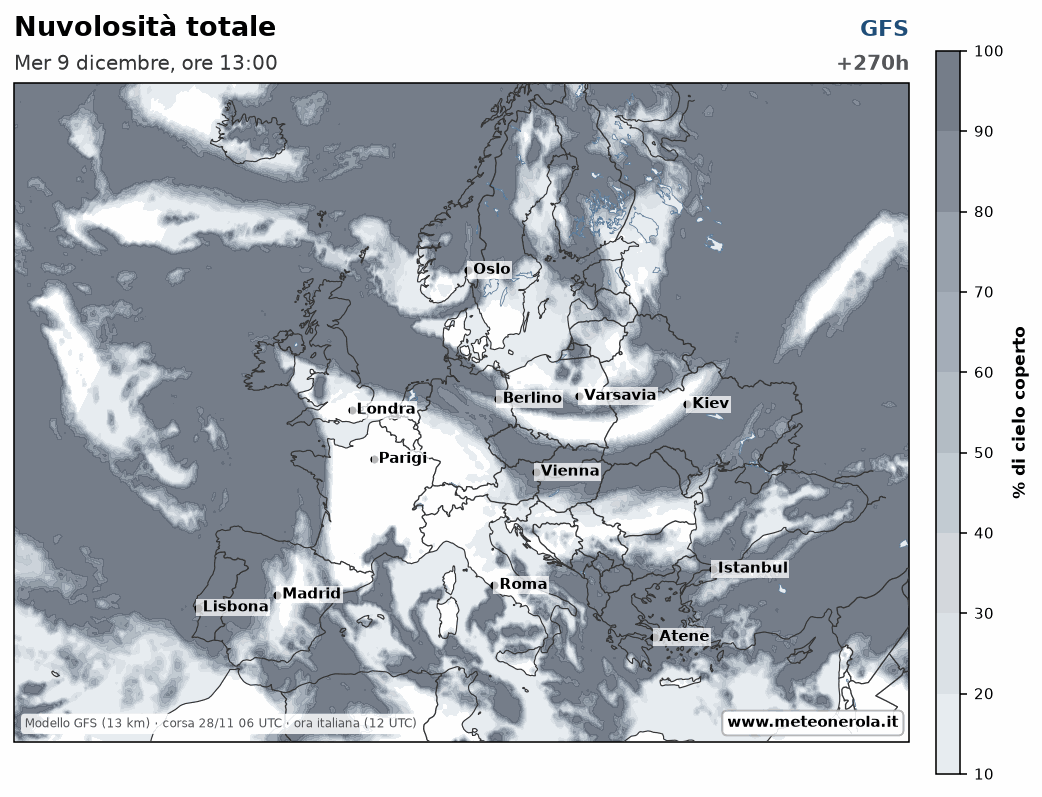 Nuvolosità totale
GFS
Mer 9 dicembre, ore 13:00
+270h
100
90
80
70
60
50
40
30
20
10
% di cielo coperto
Oslo
Berlino
Varsavia
Kiev
Londra
Parigi
Vienna
Istanbul
Roma
Madrid
Lisbona
Atene
Modello GFS (13 km) · corsa 28/11 06 UTC · ora italiana (12 UTC)
www.meteonerola.it